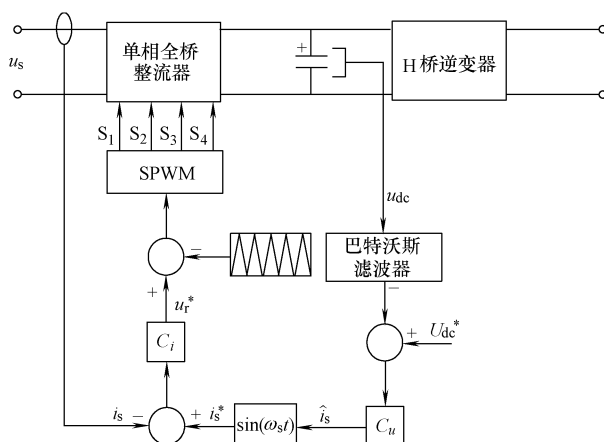 +
单相全桥
整流器
H桥逆变器
u_s
S_1 S_2 S_3 S_4
SPWM
u_dc
−
巴特沃斯
滤波器
+
u_r^*
−
+ U_dc^*
C_i
i_s − + i_s^* sin(ω_s t) î_s C_u